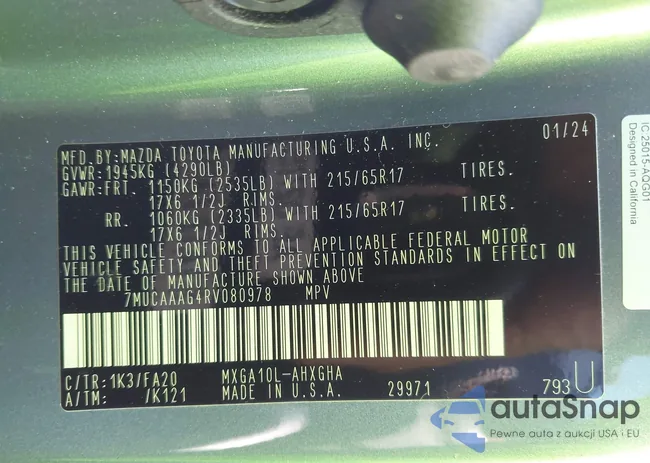 MFD.BY:MAZDA TOYOTA MANUFACTURING U.S.A. INC. 01/24
GVWR:1945KG (4290LB)
GAWR:FRT. 1150KG (2535LB) WITH 215/65R17 TIRES.
17X6 1/2J RIMS.
RR. 1060KG (2335LB) WITH 215/65R17 TIRES.
17X6 1/2J RIMS.
THIS VEHICLE CONFORMS TO ALL APPLICABLE FEDERAL MOTOR
VEHICLE SAFETY AND THEFT PREVENTION STANDARDS IN EFFECT ON
THE DATE OF MANUFACTURE SHOWN ABOVE
7MUCAAAG4RV080978 MPV
C/TR:1K3/FA20 MXGA10L-AHXGHA
A/TM: /K121 MADE IN U.S.A. 29971 793U
IC:25015-AQG01
Designed in California
autoSnap
Pewne auta z aukcji USA i EU